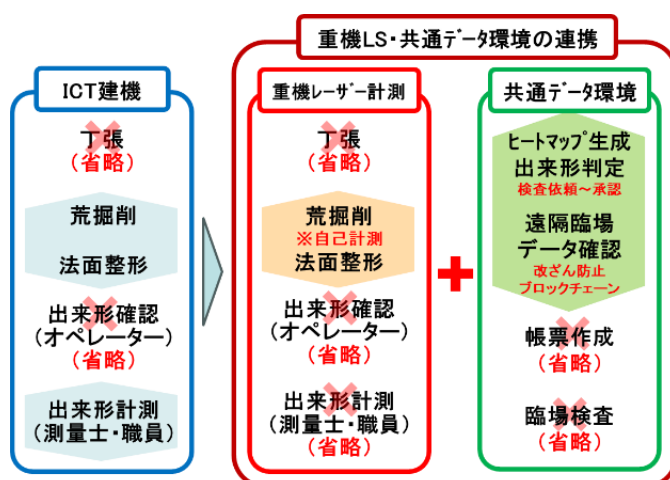 重機LS・共通ﾃﾞｰﾀ環境の連携
ICT建機
丁張
(省略)
荒掘削
法面整形
出来形確認
(オペレーター)
(省略)
出来形計測
(測量士・職員)
重機ﾚｰｻﾞｰ計測
丁張
(省略)
荒掘削
※自己計測
法面整形
出来形確認
(オペレーター)
(省略)
出来形計測
(測量士・職員)
(省略)
共通ﾃﾞｰﾀ環境
ﾋｰﾄﾏｯﾌﾟ生成
出来形判定
検査依頼～承認
遠隔臨場
データ確認
改ざん防止
ブロックチェーン
帳票作成
(省略)
臨場検査
(省略)